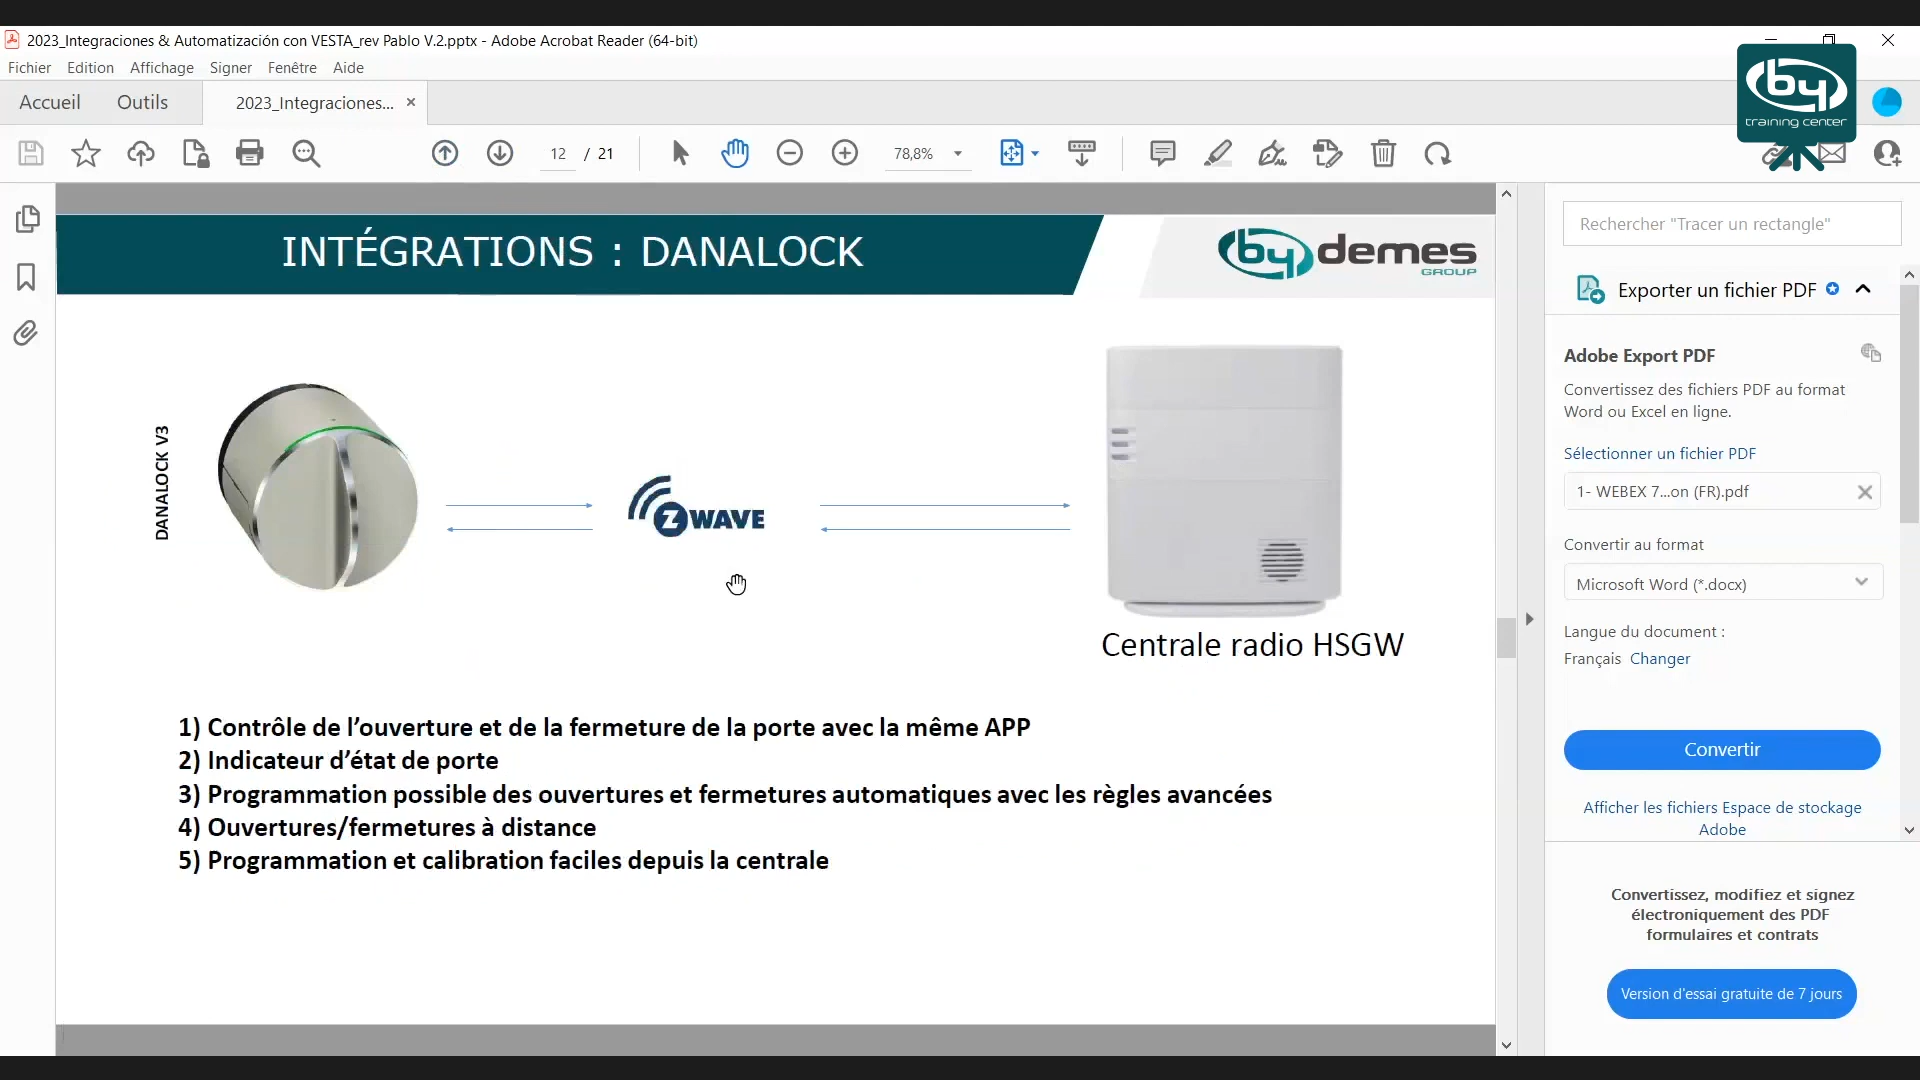 2023_Integraciones & Automatización con VESTA_rev Pablo V.2.pptx - Adobe Acrobat Reader (64-bit)
Fichier Edition Affichage Signer Fenêtre Aide
Accueil Outils 2023_Integraciones... ×
by
training center
12 / 21
78,8%
INTÉGRATIONS : DANALOCK
by demes
GROUP
DANALOCK V3
Z WAVE
Centrale radio HSGW
1) Contrôle de l’ouverture et de la fermeture de la porte avec la même APP
2) Indicateur d’état de porte
3) Programmation possible des ouvertures et fermetures automatiques avec les règles avancées
4) Ouvertures/fermetures à distance
5) Programmation et calibration faciles depuis la centrale
Rechercher "Tracer un rectangle"
Exporter un fichier PDF
Adobe Export PDF
Convertissez des fichiers PDF au format
Word ou Excel en ligne.
Sélectionner un fichier PDF
1- WEBEX 7...on (FR).pdf
Convertir au format
Microsoft Word (*.docx)
Langue du document :
Français Changer
Convertir
Afficher les fichiers Espace de stockage
Adobe
Convertissez, modifiez et signez
électroniquement des PDF
formulaires et contrats
Version d'essai gratuite de 7 jours